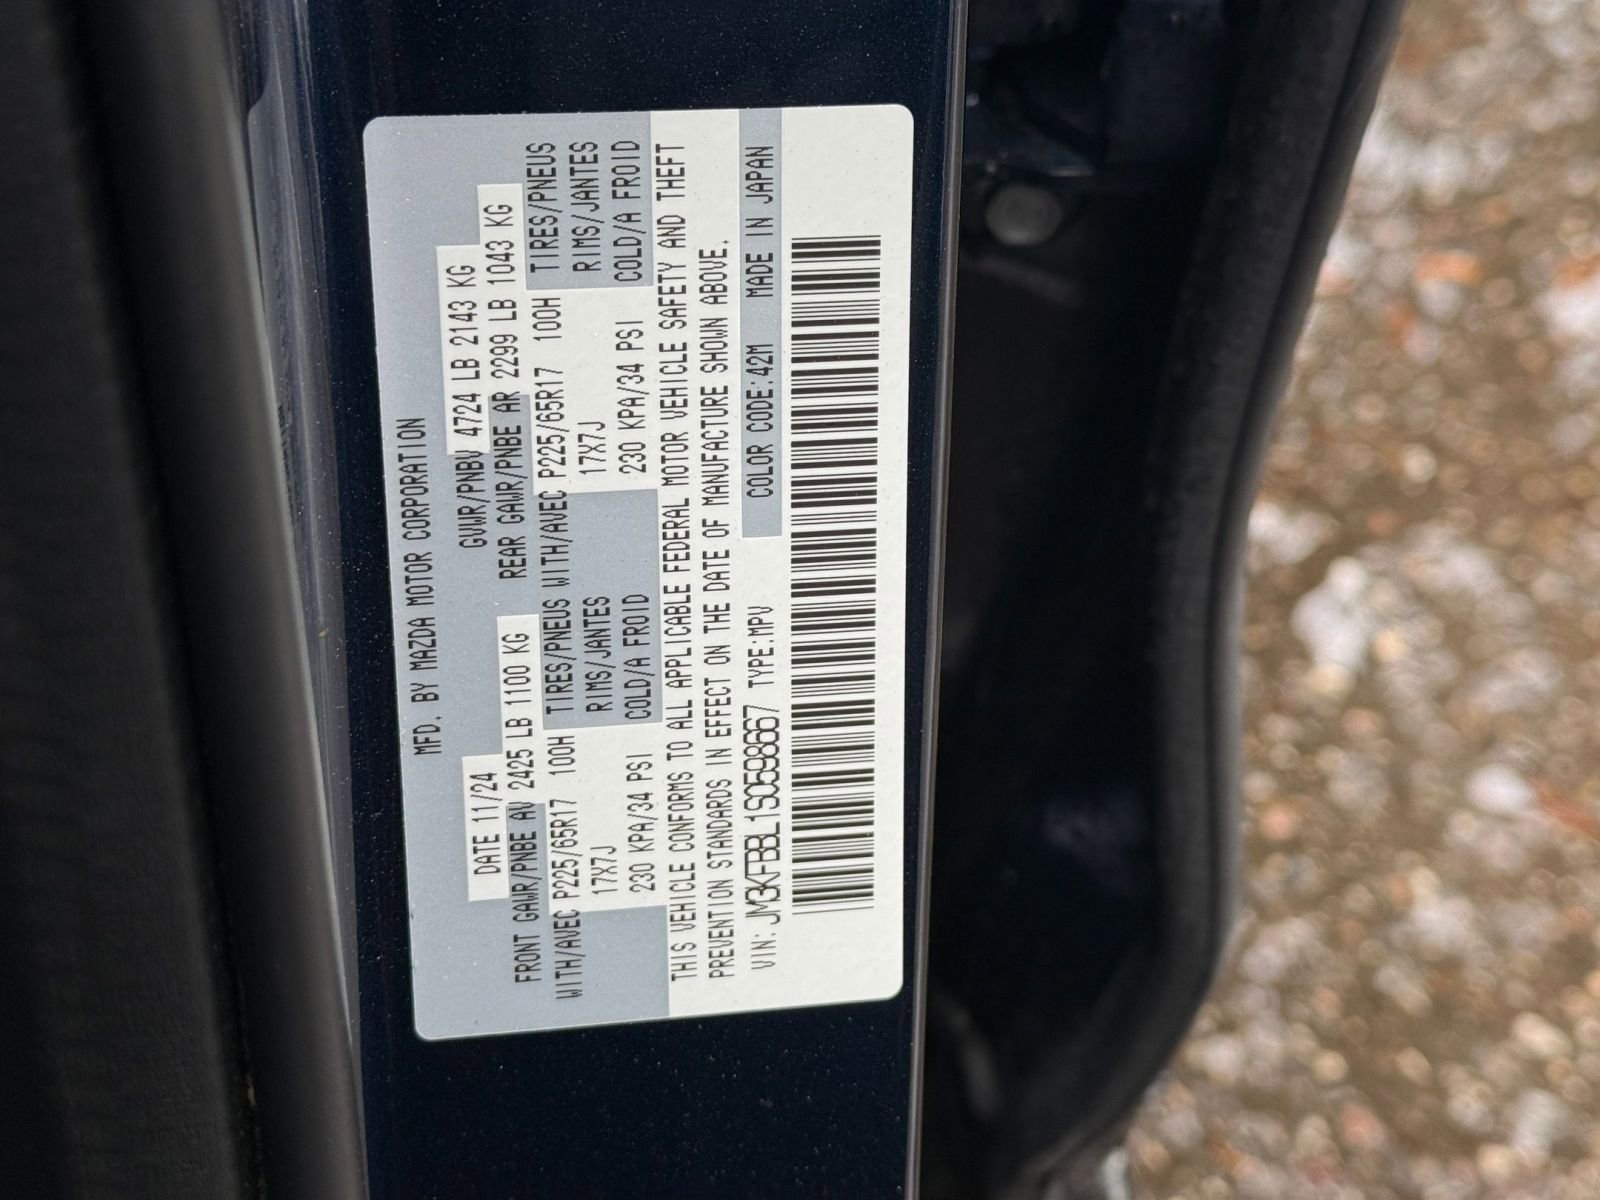 MFD. BY MAZDA MOTOR CORPORATION
DATE 11/24 GVWR/PNBV 4724 LB 2143 KG
FRONT GAWR/PNBE AV 2425 LB 1100 KG REAR GAWR/PNBE AR 2299 LB 1043 KG
WITH/AVEC P225/65R17 100H TIRES/PNEUS WITH/AVEC P225/65R17 100H TIRES/PNEUS
17X7J RIMS/JANTES 17X7J RIMS/JANTES
230 KPA/34 PSI COLD/A FROID 230 KPA/34 PSI COLD/A FROID
THIS VEHICLE CONFORMS TO ALL APPLICABLE FEDERAL MOTOR VEHICLE SAFETY AND THEFT
PREVENTION STANDARDS IN EFFECT ON THE DATE OF MANUFACTURE SHOWN ABOVE.
VIN: JM3KFBBL1S0598667 TYPE:MPV COLOR CODE:42M MADE IN JAPAN